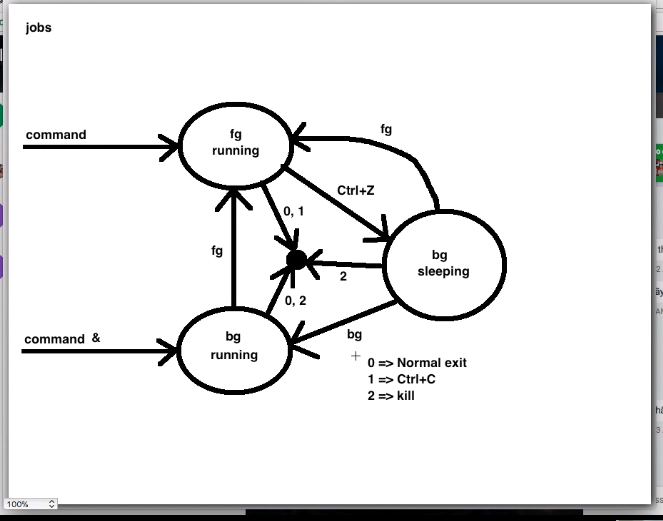 jobs
command
fg
running
fg
Ctrl+Z
0, 1
fg
bg
sleeping
2
0, 2
command &
bg
running
bg
0 => Normal exit
1 => Ctrl+C
2 => kill
100%